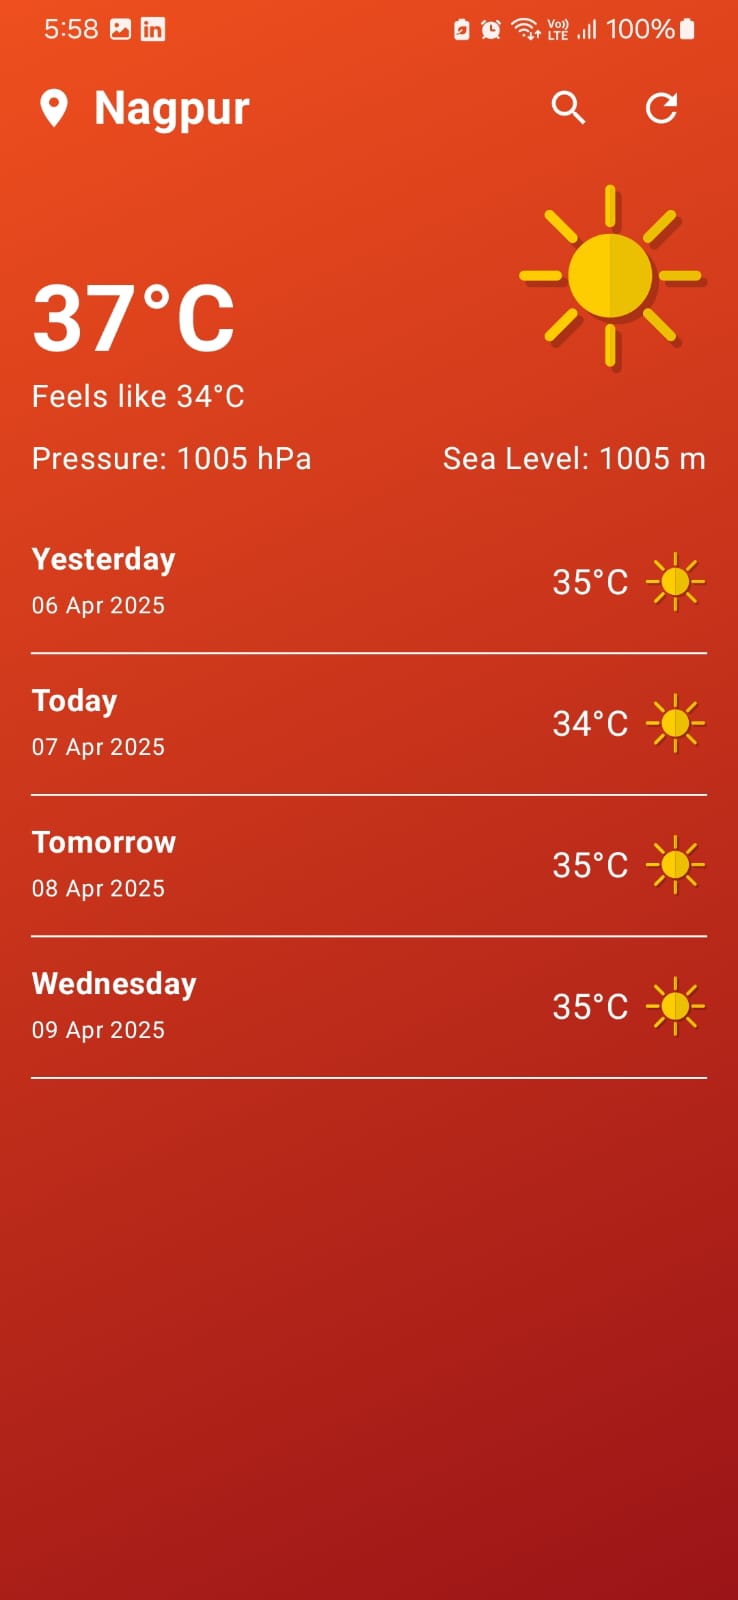 5:58 in Vo)) LTE 100%
Nagpur
37°C
Feels like 34°C
Pressure: 1005 hPa Sea Level: 1005 m
Yesterday
35°C
06 Apr 2025
Today
34°C
07 Apr 2025
Tomorrow
35°C
08 Apr 2025
Wednesday
35°C
09 Apr 2025